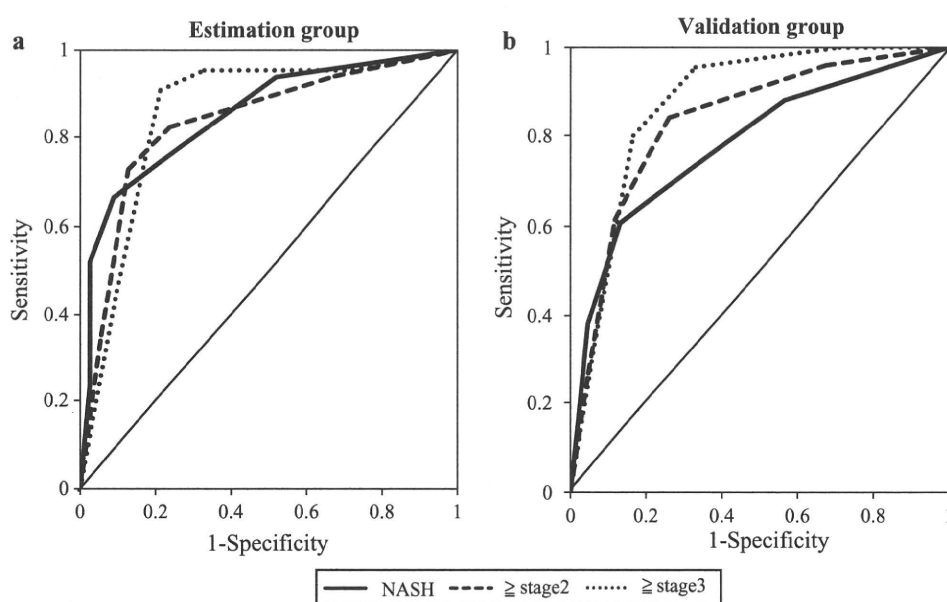 a
Estimation group
1
0.8
0.6
0.4
0.2
0
Sensitivity
0 0.2 0.4 0.6 0.8 1
1-Specificity
b
Validation group
1
0.8
0.6
0.4
0.2
0
Sensitivity
0 0.2 0.4 0.6 0.8 1
1-Specificity
NASH ≧ stage2 ≧ stage3